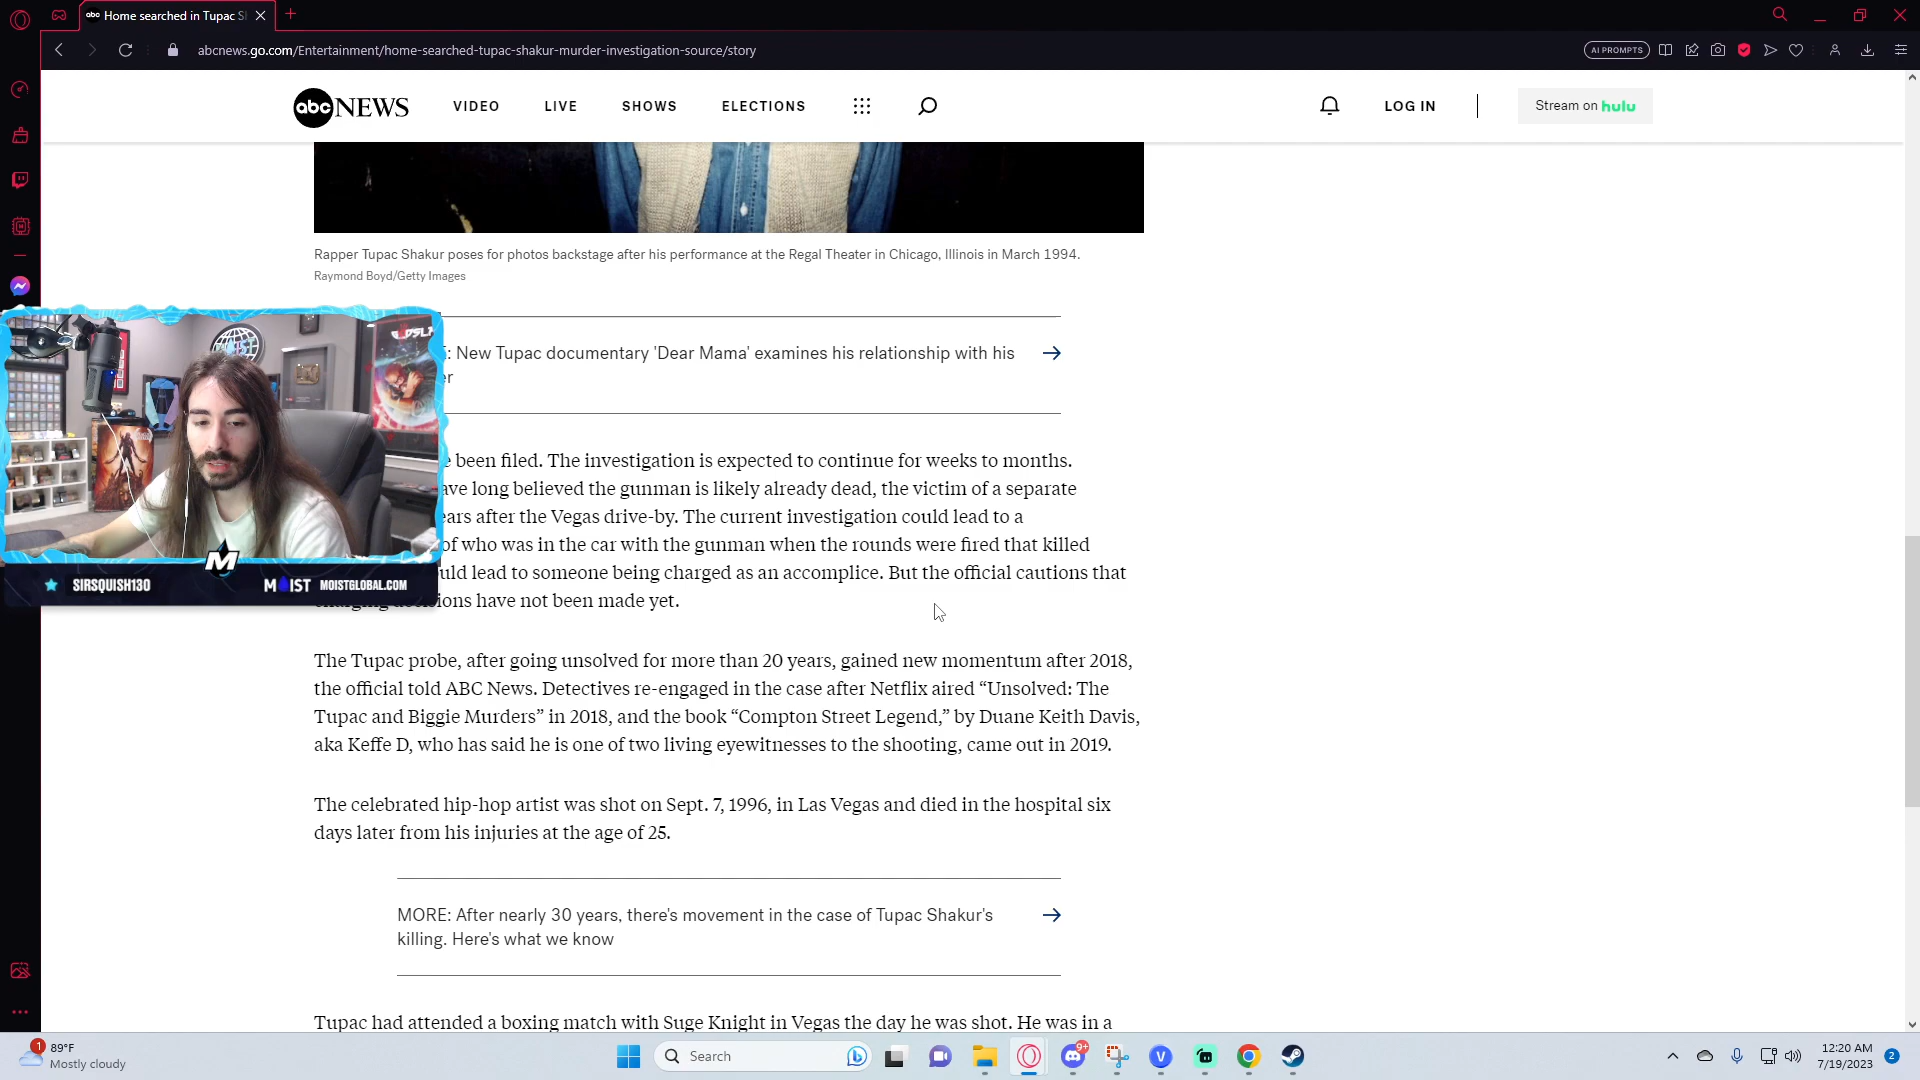 abc Home searched in Tupac S
abcnews.go.com/Entertainment/home-searched-tupac-shakur-murder-investigation-source/story
AI PROMPTS
abc NEWS
VIDEO
LIVE
SHOWS
ELECTIONS
LOG IN
Stream on hulu
Rapper Tupac Shakur poses for photos backstage after his performance at the Regal Theater in Chicago, Illinois in March 1994.
Raymond Boyd/Getty Images
: New Tupac documentary 'Dear Mama' examines his relationship with his
er
been filed. The investigation is expected to continue for weeks to months.
ave long believed the gunman is likely already dead, the victim of a separate
ears after the Vegas drive-by. The current investigation could lead to a
of who was in the car with the gunman when the rounds were fired that killed
uld lead to someone being charged as an accomplice. But the official cautions that
ions have not been made yet.
SIRSQUISH130
M
MOIST
MOISTGLOBAL.COM
The Tupac probe, after going unsolved for more than 20 years, gained new momentum after 2018,
the official told ABC News. Detectives re-engaged in the case after Netflix aired “Unsolved: The
Tupac and Biggie Murders” in 2018, and the book “Compton Street Legend,” by Duane Keith Davis,
aka Keffe D, who has said he is one of two living eyewitnesses to the shooting, came out in 2019.
The celebrated hip-hop artist was shot on Sept. 7, 1996, in Las Vegas and died in the hospital six
days later from his injuries at the age of 25.
MORE: After nearly 30 years, there's movement in the case of Tupac Shakur's
killing. Here's what we know
Tupac had attended a boxing match with Suge Knight in Vegas the day he was shot. He was in a
1
89°F
Mostly cloudy
Search
9+
V
12:20 AM
7/19/2023
2